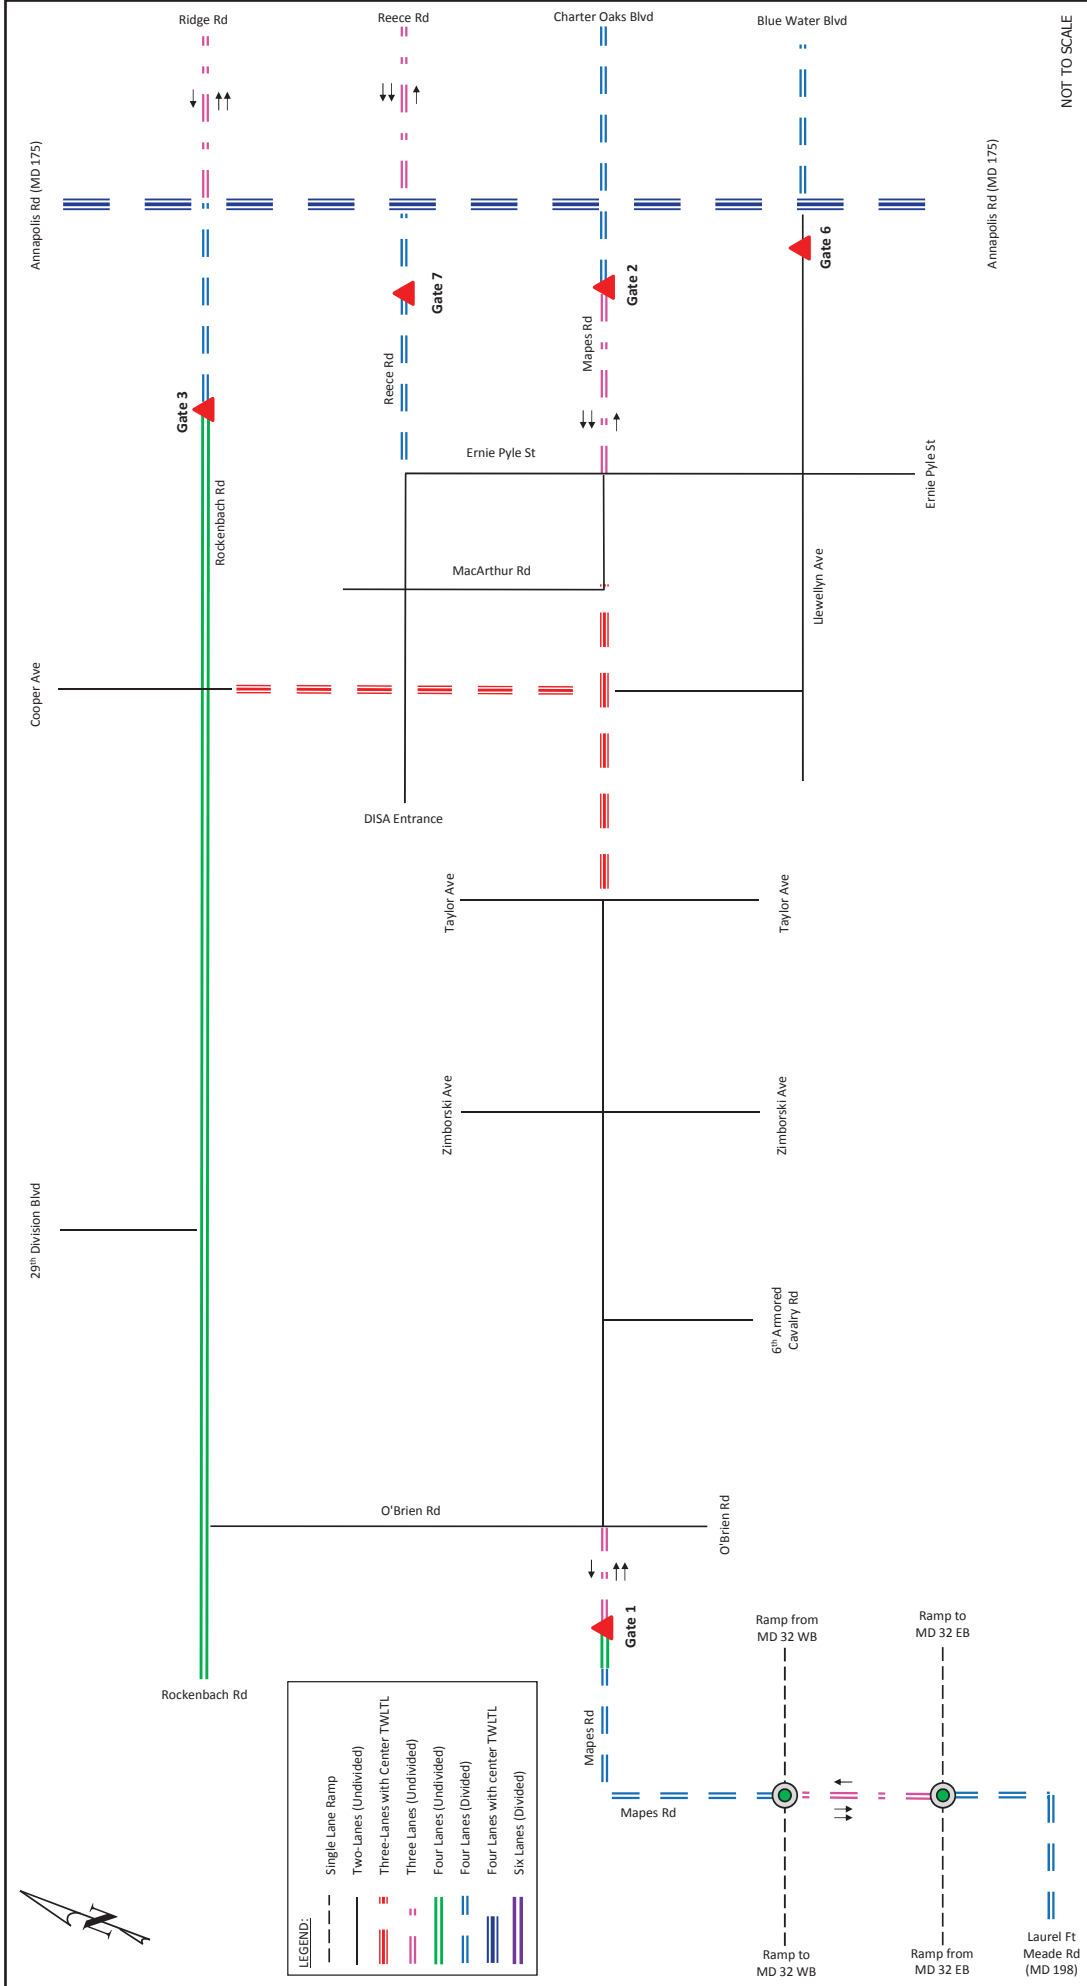 Ridge Rd
Reece Rd
Charter Oaks Blvd
Blue Water Blvd
NOT TO SCALE
Annapolis Rd (MD 175)
Annapolis Rd (MD 175)
Gate 6
Gate 7
Gate 2
Mapes Rd
Reece Rd
Gate 3
Ernie Pyle St
Ernie Pyle St
Rockenbach Rd
MacArthur Rd
Llewellyn Ave
Cooper Ave
DISA Entrance
Taylor Ave
Taylor Ave
Zimborski Ave
Zimborski Ave
29th Division Blvd
6th Armored
Cavalry Rd
O'Brien Rd
O'Brien Rd
Gate 1
Ramp from
MD 32 WB
Ramp to
MD 32 EB
Rockenbach Rd
Mapes Rd
Mapes Rd
Ramp to
MD 32 WB
Ramp from
MD 32 EB
Laurel Ft
Meade Rd
(MD 198)
LEGEND:
Single Lane Ramp
Two-Lanes (Undivided)
Three-Lanes with Center TWLTL
Three Lanes (Undivided)
Four Lanes (Undivided)
Four Lanes (Divided)
Four Lanes with center TWLTL
Six Lanes (Divided)
N